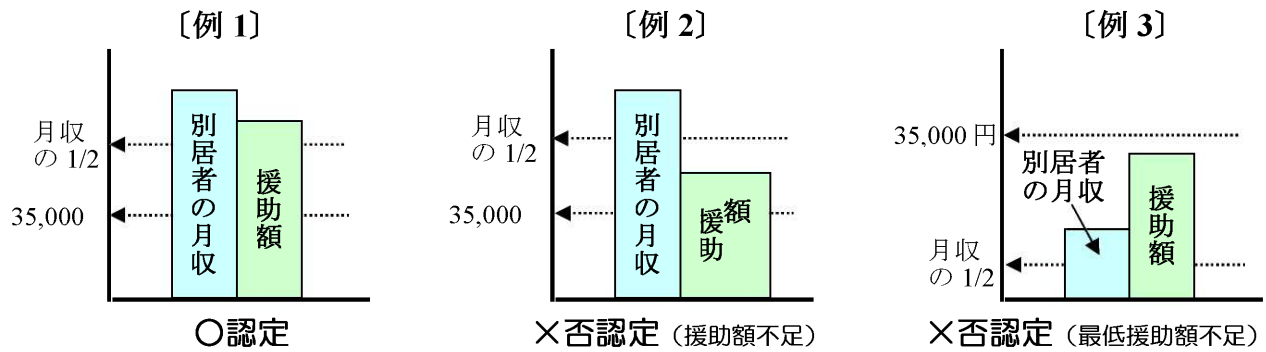 〔例 1〕
月収
の 1/2
35,000
別居者の月収
援助額
○認定
〔例 2〕
月収
の 1/2
35,000
別居者の月収
援助額
×否認定（援助額不足）
〔例 3〕
35,000 円
別居者
の月収
月収
の 1/2
援助額
×否認定（最低援助額不足）